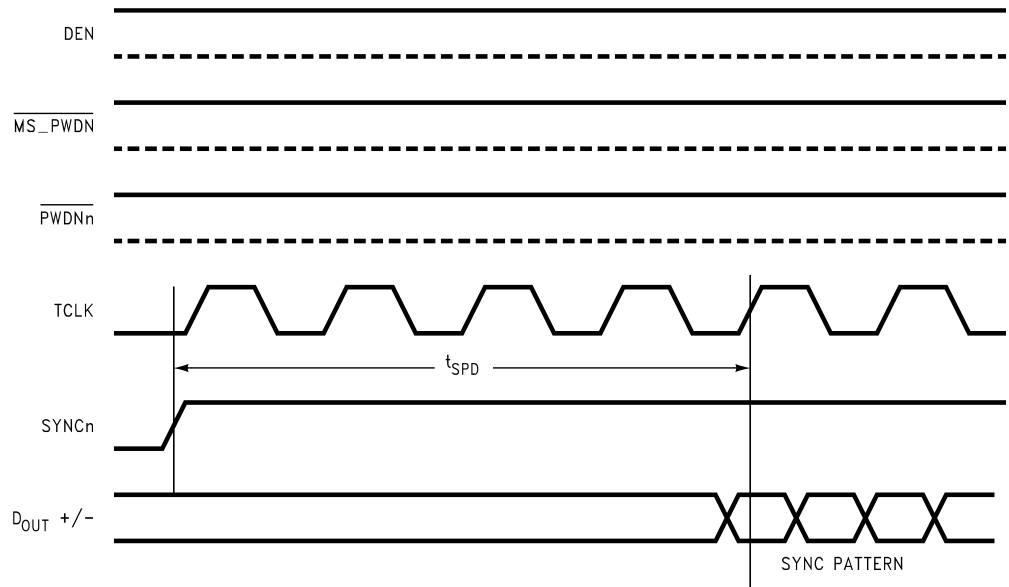 DEN
MS_PWDN
PWDNn
TCLK
tSPD
SYNCn
DOUT +/-
SYNC PATTERN